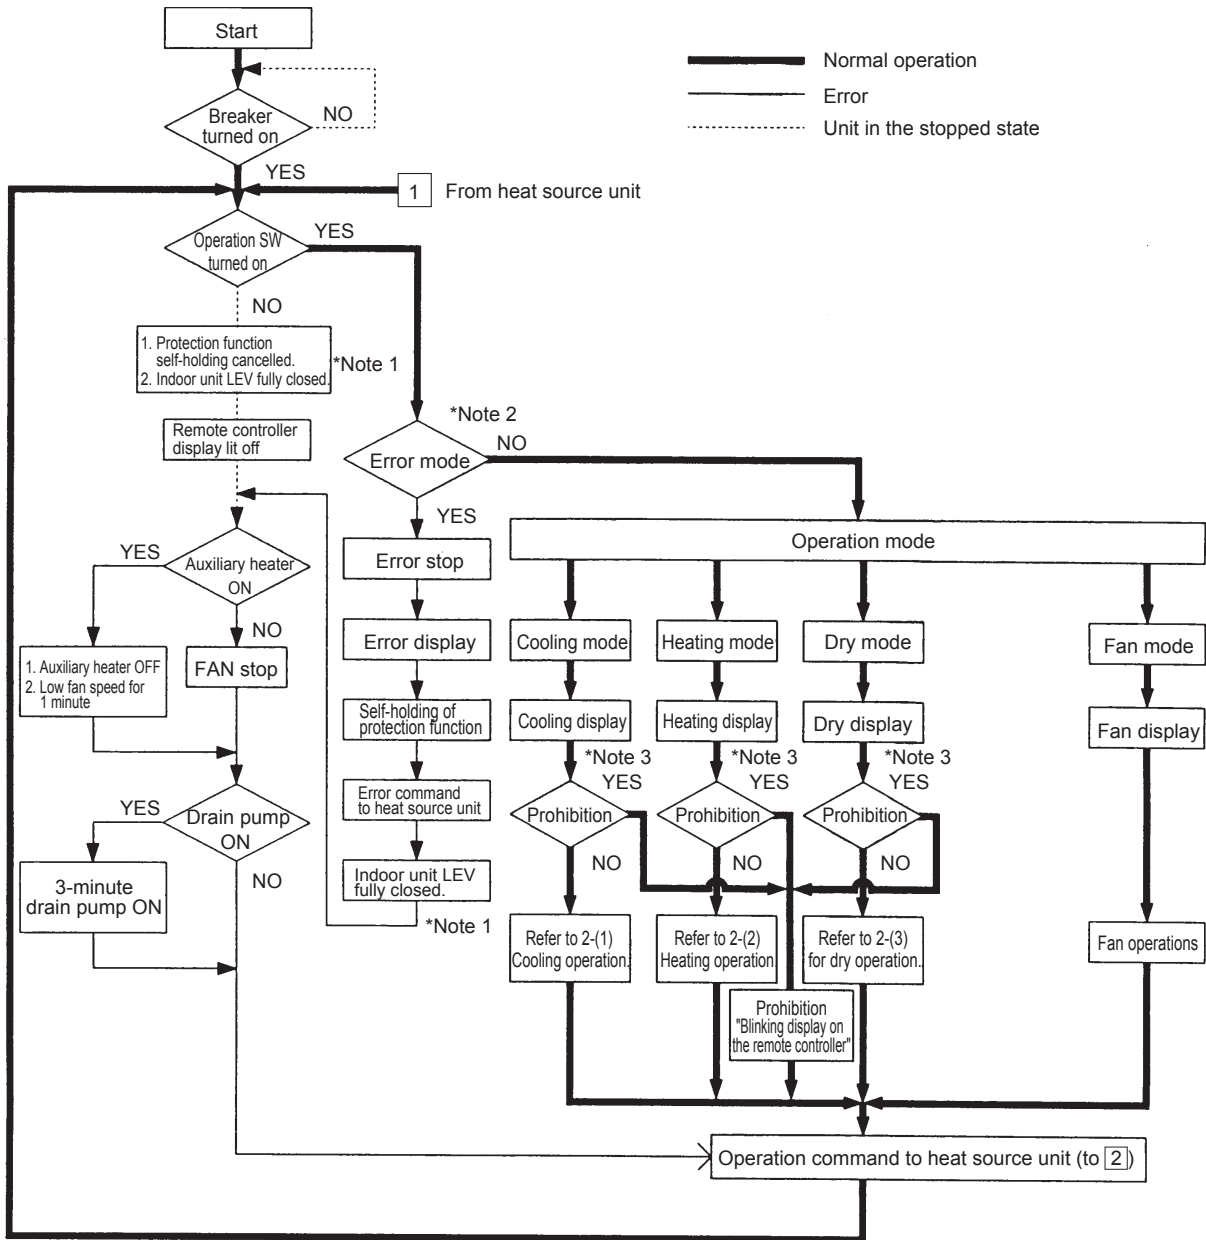 Start
Normal operation
Error
Unit in the stopped state
Breaker
turned on
NO
YES
1 From heat source unit
Operation SW
turned on
YES
NO
1. Protection function
self-holding cancelled.
2. Indoor unit LEV fully closed.
*Note 1
Remote controller
display lit off
*Note 2
Error mode
NO
YES
Auxiliary heater
ON
YES
NO
1. Auxiliary heater OFF
2. Low fan speed for
1 minute
FAN stop
Drain pump
ON
YES
NO
3-minute
drain pump ON
Error stop
Error display
Self-holding of
protection function
Error command
to heat source unit
Indoor unit LEV
fully closed.
*Note 1
Operation mode
Cooling mode
Heating mode
Dry mode
Fan mode
Cooling display
Heating display
Dry display
Fan display
*Note 3
YES
*Note 3
YES
*Note 3
YES
Prohibition
Prohibition
Prohibition
NO
NO
NO
Refer to 2-(1)
Cooling operation.
Refer to 2-(2)
Heating operation.
Refer to 2-(3)
for dry operation.
Fan operations
Prohibition
"Blinking display on
the remote controller"
Operation command to heat source unit (to 2)